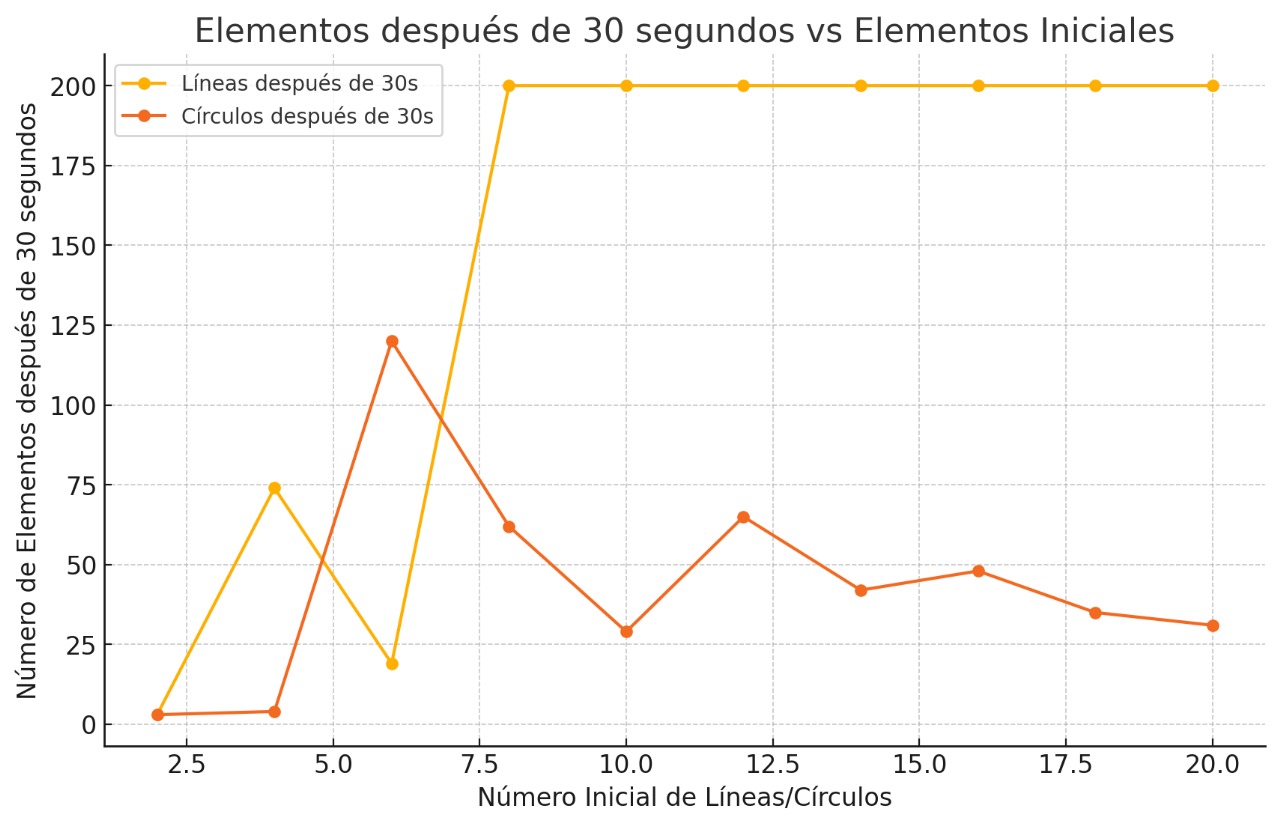 Elementos después de 30 segundos vs Elementos Iniciales
Líneas después de 30s
Círculos después de 30s
Número de Elementos después de 30 segundos
200
175
150
125
100
75
50
25
0
2.5 5.0 7.5 10.0 12.5 15.0 17.5 20.0
Número Inicial de Líneas/Círculos